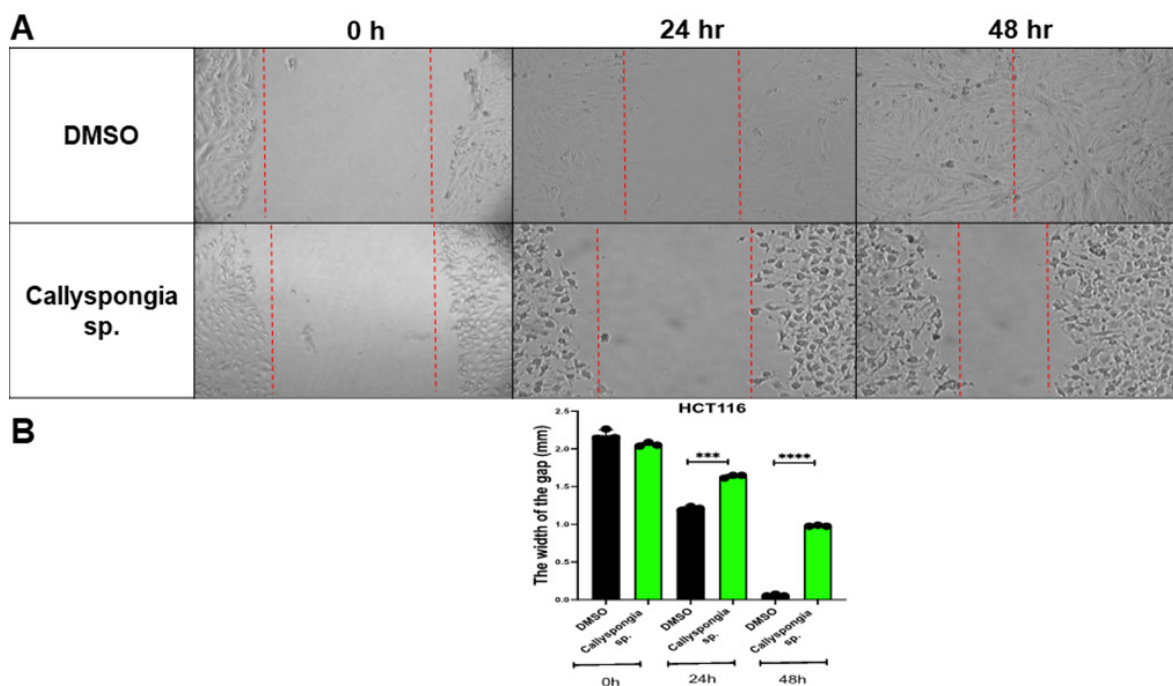 A
0 h 24 hr 48 hr
DMSO
Callyspongia
sp.
B
HCT116
The width of the gap (mm)
2.5
2.0
1.5
1.0
0.5
0.0
***
****
DMSO
Callyspongia
sp.
DMSO
Callyspongia
sp.
DMSO
Callyspongia
sp.
0h 24h 48h